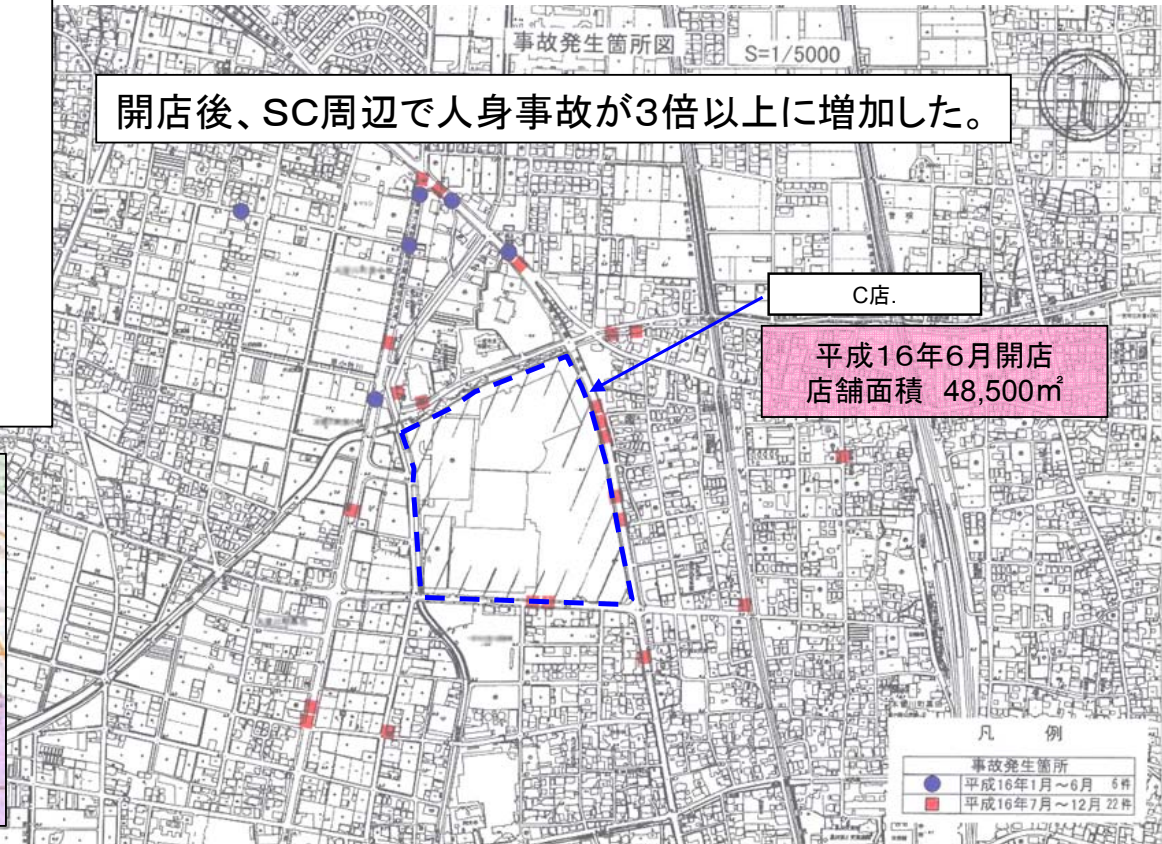 事故発生箇所図
S=1/5000
開店後、SC周辺で人身事故が3倍以上に増加した。
C店.
平成16年6月開店
店舗面積 48,500㎡
凡 例
事故発生箇所
平成16年1月～6月 6件
平成16年7月～12月 22件